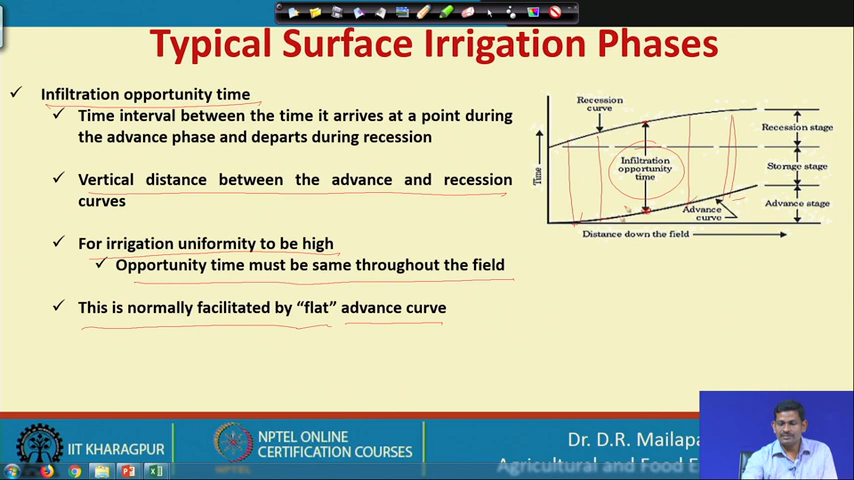 Typical Surface Irrigation Phases
Infiltration opportunity time
Time interval between the time it arrives at a point during
the advance phase and departs during recession
Vertical distance between the advance and recession
curves
For irrigation uniformity to be high
Opportunity time must be same throughout the field
This is normally facilitated by “flat” advance curve
Recession
curve
Recession stage
Infiltration
opportunity
time
Time
Storage stage
Advance
curve
Advance stage
Distance down the field
IIT KHARAGPUR
NPTEL ONLINE
CERTIFICATION COURSES
NPTEL
Dr. D.R. Mailapa
Agricultural and Food E